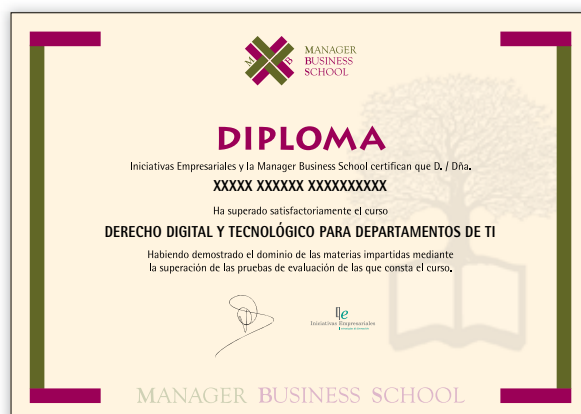 M B
MANAGER
BUSINESS
SCHOOL
DIPLOMA
Iniciativas Empresariales y la Manager Business School certifican que D. / Dña.
XXXXX XXXXXX XXXXXXXXXX
Ha superado satisfactoriamente el curso
DERECHO DIGITAL Y TECNOLÓGICO PARA DEPARTAMENTOS DE TI
Habiendo demostrado el dominio de las materias impartidas mediante
la superación de las pruebas de evaluación de las que consta el curso.
Iniciativas Empresariales
MANAGER BUSINESS SCHOOL